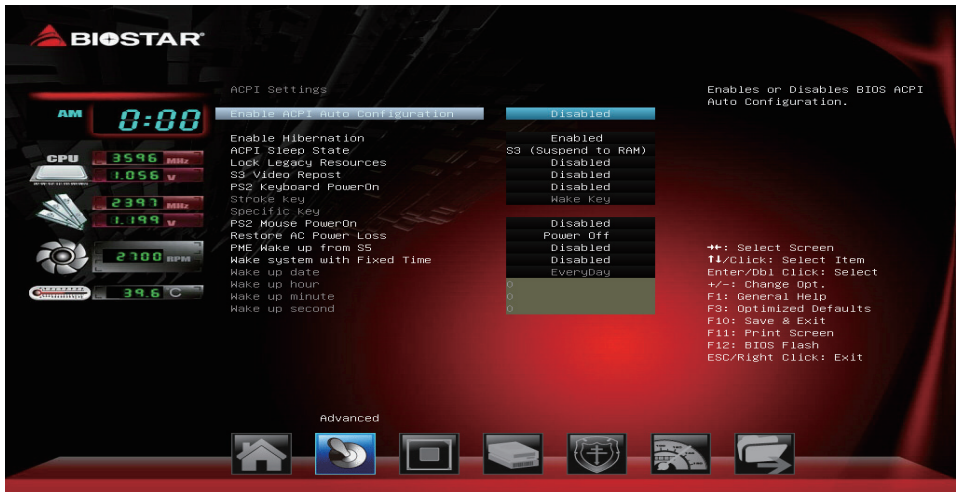 BIOSTAR
AM 0:00
CPU 3596 MHz
1.056 V
2397 MHz
1.199 V
2700 RPM
39.6 C
ACPI Settings
Enable ACPI Auto Configuration Disabled
Enable Hibernation Enabled
ACPI Sleep State S3 (Suspend to RAM)
Lock Legacy Resources Disabled
S3 Video Repost Disabled
PS2 Keyboard PowerOn Disabled
Stroke key Wake Key
Specific key
PS2 Mouse PowerOn Disabled
Restore AC Power Loss Power Off
PME Wake up from S5 Disabled
Wake system with Fixed Time Disabled
Wake up date EveryDay
Wake up hour 0
Wake up minute 0
Wake up second 0
Enables or Disables BIOS ACPI
Auto Configuration.
→←: Select Screen
↑↓/Click: Select Item
Enter/Dbl Click: Select
+/-: Change Opt.
F1: General Help
F3: Optimized Defaults
F10: Save & Exit
F11: Print Screen
F12: BIOS Flash
ESC/Right Click: Exit
Advanced